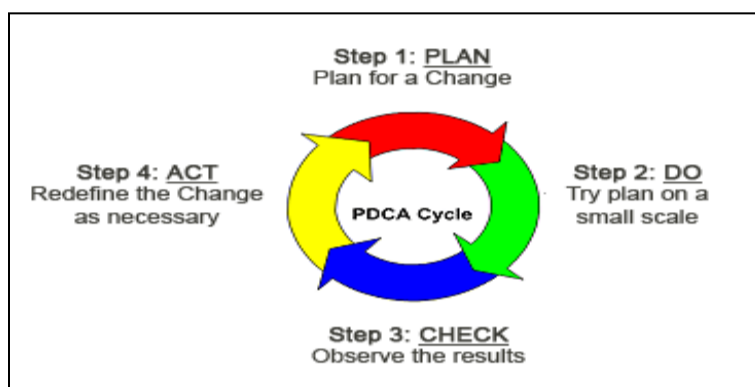 Step 1: PLAN
Plan for a Change
Step 4: ACT
Redefine the Change
as necessary
PDCA Cycle
Step 2: DO
Try plan on a
small scale
Step 3: CHECK
Observe the results